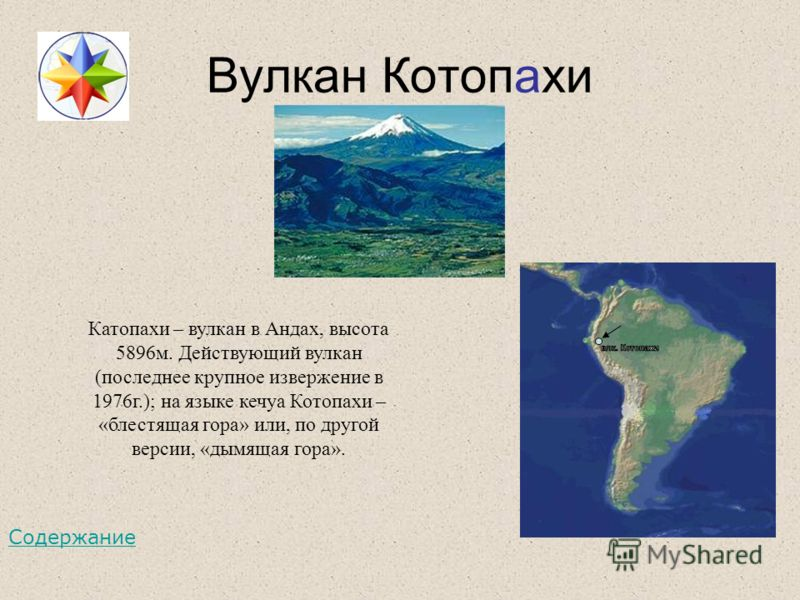 Вулкан Котопахи
Катопахи – вулкан в Андах, высота
5896м. Действующий вулкан
(последнее крупное извержение в
1976г.); на языке кечуа Котопахи –
«блестящая гора» или, по другой
версии, «дымящая гора».
влк. Котопахи
Содержание
MyShared